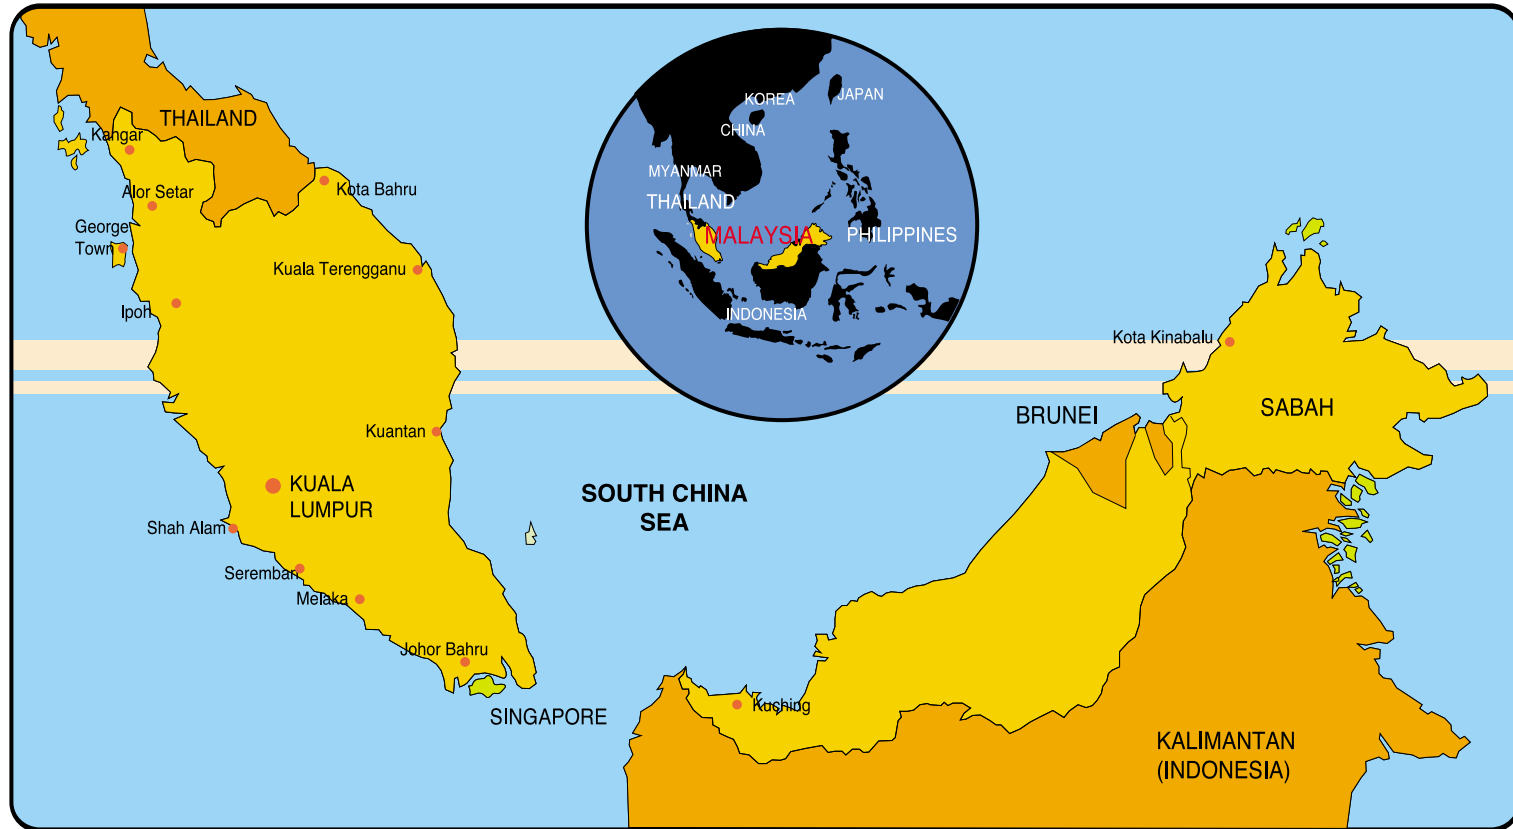 THAILAND
Kangar
Alor Setar
Kota Bahru
George
Town
Kuala Terengganu
Ipoh
Kuantan
KUALA
LUMPUR
Shah Alam
Seremban
Melaka
Johor Bahru
SINGAPORE
SOUTH CHINA
SEA
KOREA
JAPAN
CHINA
MYANMAR
THAILAND
MALAYSIA
PHILIPPINES
INDONESIA
Kota Kinabalu
SABAH
BRUNEI
Kuching
KALIMANTAN
(INDONESIA)